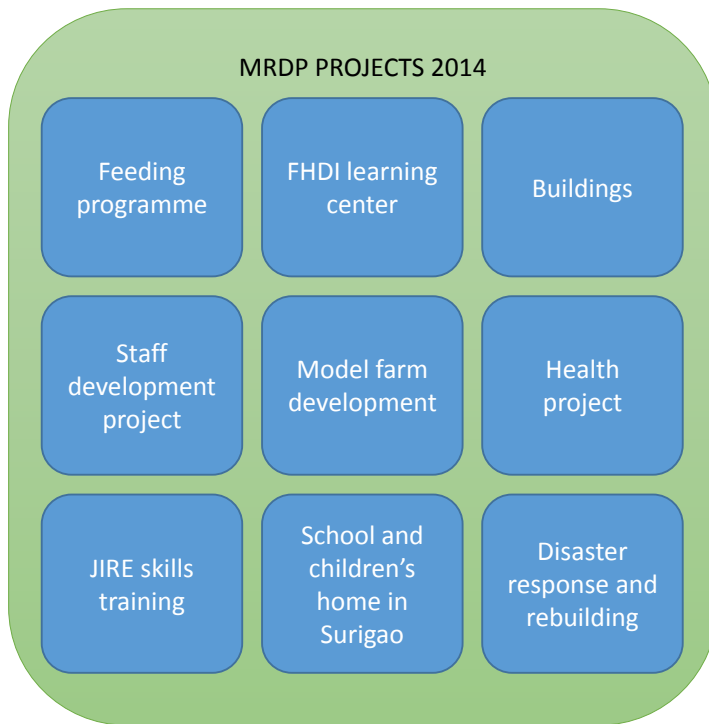 MRDP PROJECTS 2014
Feeding
programme
FHDI learning
center
Buildings
Staff
development
project
Model farm
development
Health
project
JIRE skills
training
School and
children’s
home in
Surigao
Disaster
response and
rebuilding